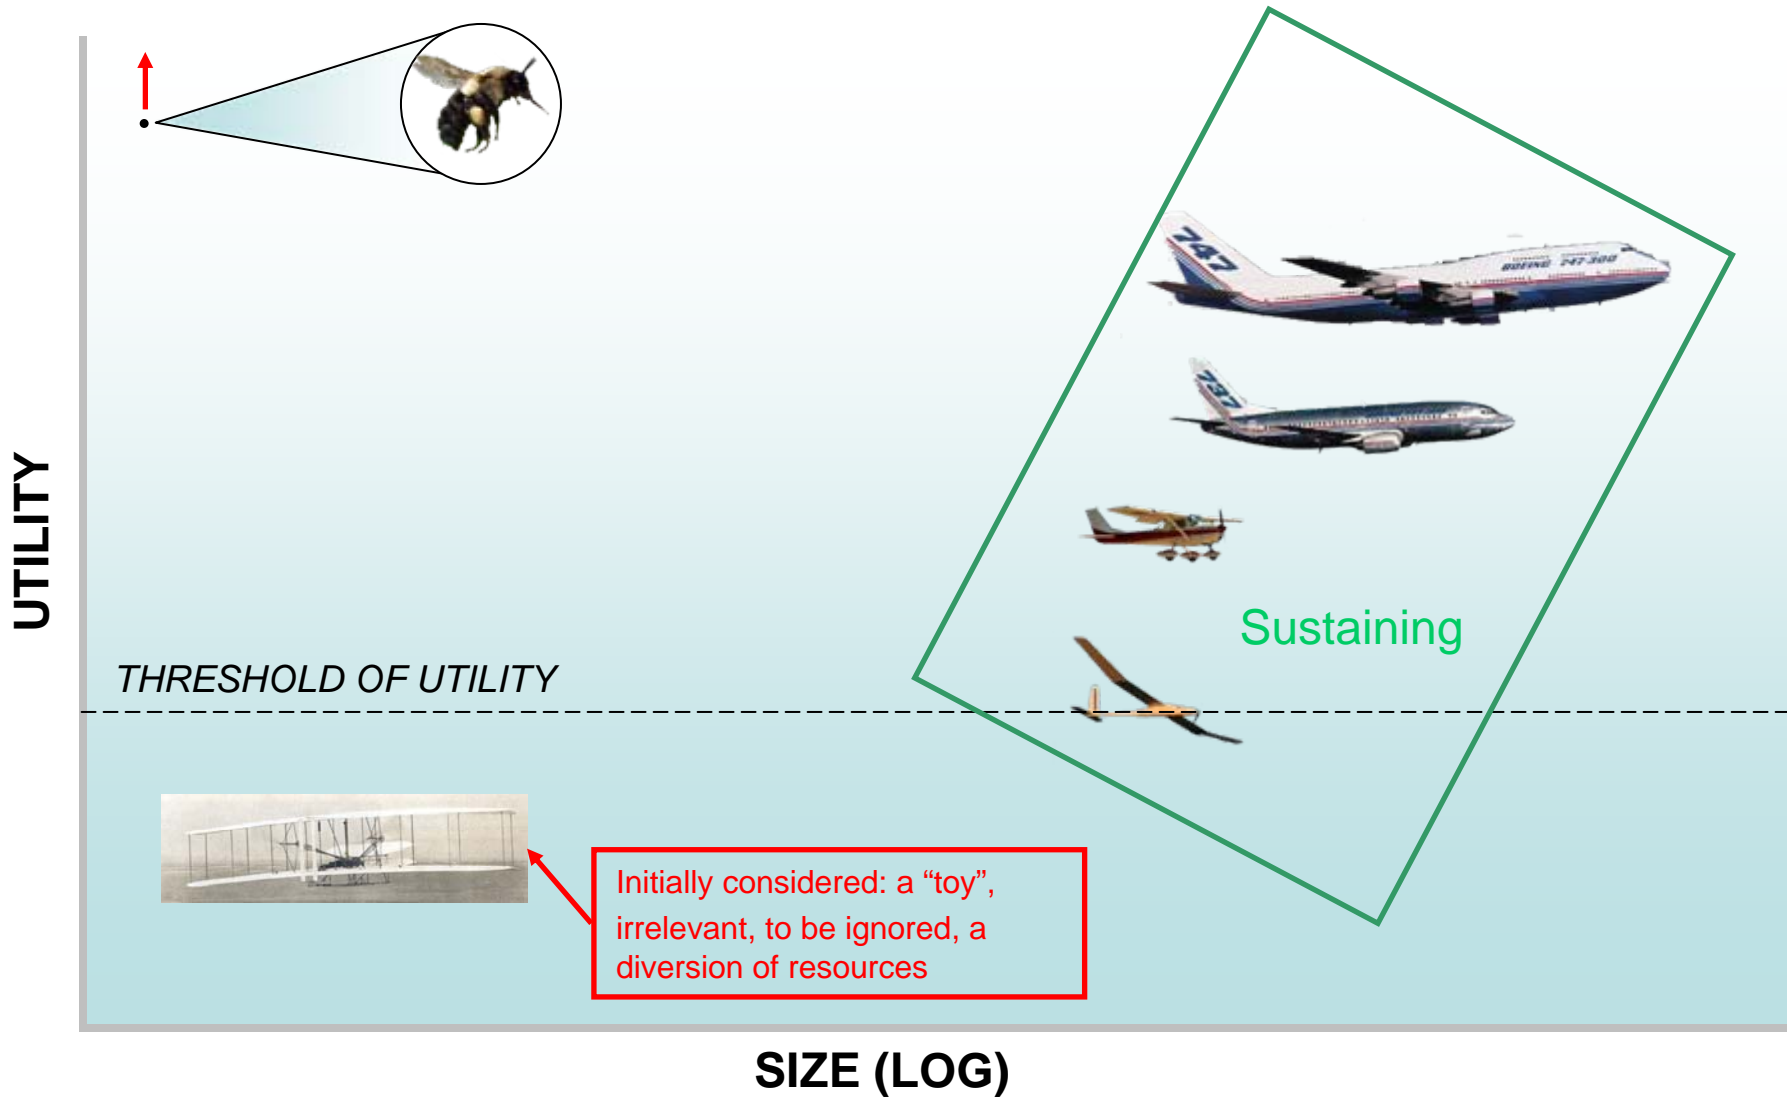 747
BOEING 747-300
737
UTILITY
Sustaining
THRESHOLD OF UTILITY
Initially considered: a “toy”,
irrelevant, to be ignored, a
diversion of resources
SIZE (LOG)